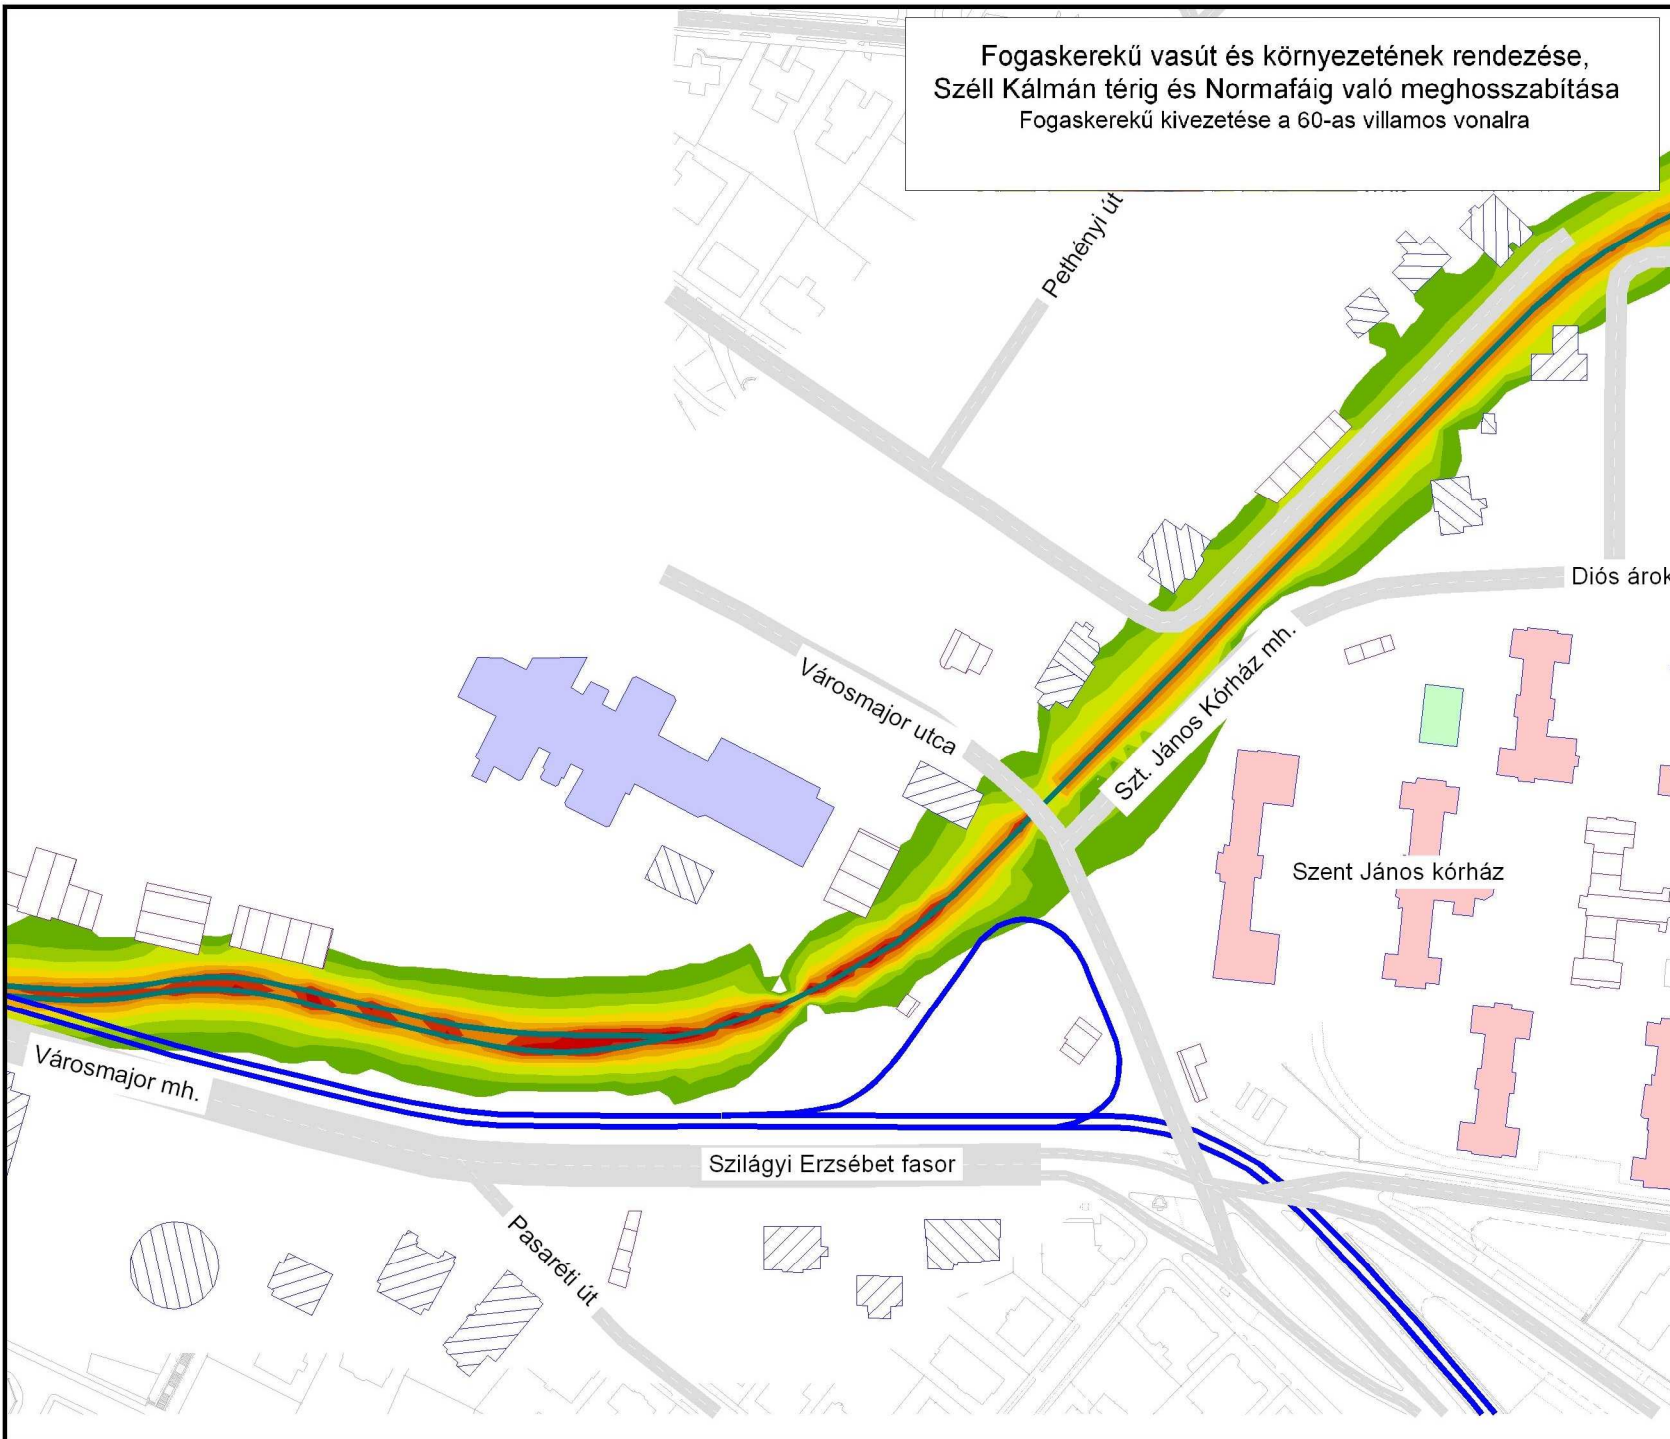 Fogaskerekű vasút és környezetének rendezése,
Széll Kálmán térig és Normafáig való meghosszabítása
Fogaskerekű kivezetése a 60-as villamos vonalra
Pethényi út
Diós árok
Városmajor utca
Szt. János Kórház mh.
Szent János kórház
Városmajor mh.
Szilágyi Erzsébet fasor
Pasaréti út